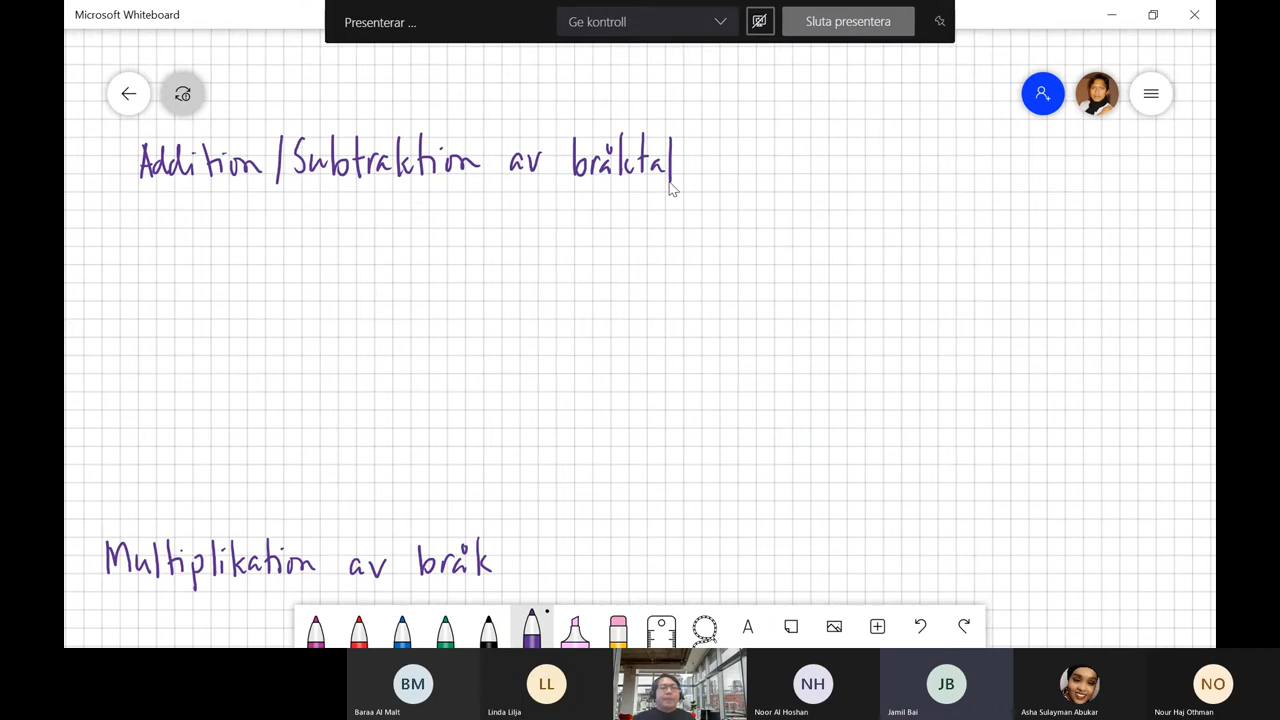 Microsoft Whiteboard
Presenterar ...
Ge kontroll
Sluta presentera
Addition/Subtraktion av bråktal
Multiplikation av bråk
A
BM
LL
NH
JB
NO
Baraa Al Malt
Linda Lilja
Noor Al Hoshan
Jamil Bai
Asha Sulayman Abukar
Nour Haj Othman